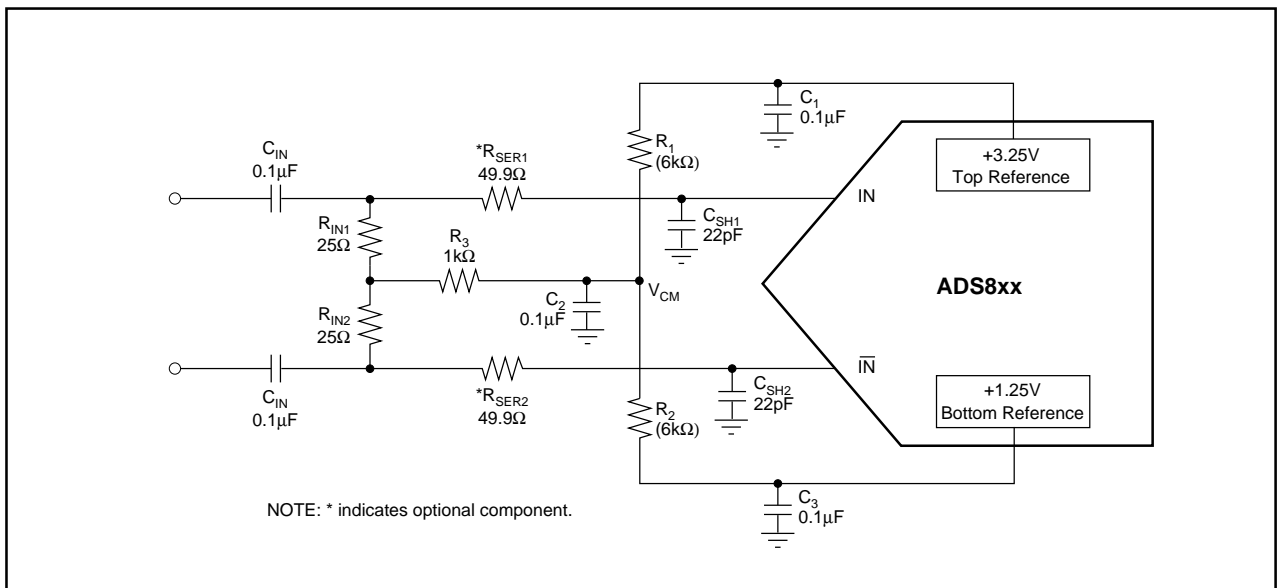 C1
0.1µF
CIN
0.1µF
*RSER1
49.9Ω
R1
(6kΩ)
+3.25V
Top Reference
IN
RIN1
25Ω
CSH1
22pF
R3
1kΩ
VCM
ADS8xx
C2
0.1µF
RIN2
25Ω
I̅N̅
CIN
0.1µF
*RSER2
49.9Ω
CSH2
22pF
R2
(6kΩ)
+1.25V
Bottom Reference
C3
0.1µF
NOTE: * indicates optional component.